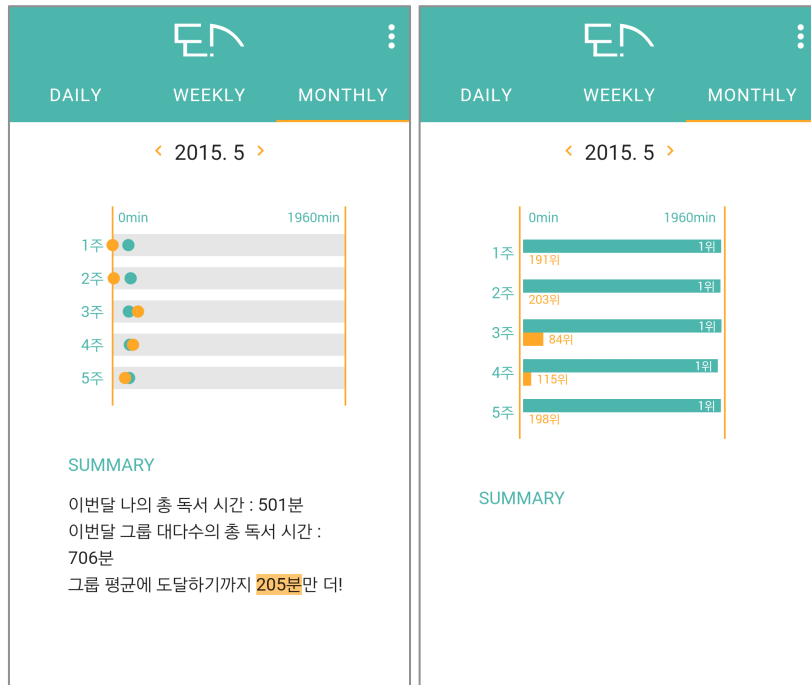 DAILY WEEKLY MONTHLY
< 2015. 5 >
0min 1960min
1주
2주
3주
4주
5주
SUMMARY
이번달 나의 총 독서 시간 : 501분
이번달 그룹 대다수의 총 독서 시간 :
706분
그룹 평균에 도달하기까지 205분만 더!
DAILY WEEKLY MONTHLY
< 2015. 5 >
0min 1960min
1주 1위
191위
2주 1위
203위
3주 1위
84위
4주 1위
115위
5주 1위
198위
SUMMARY